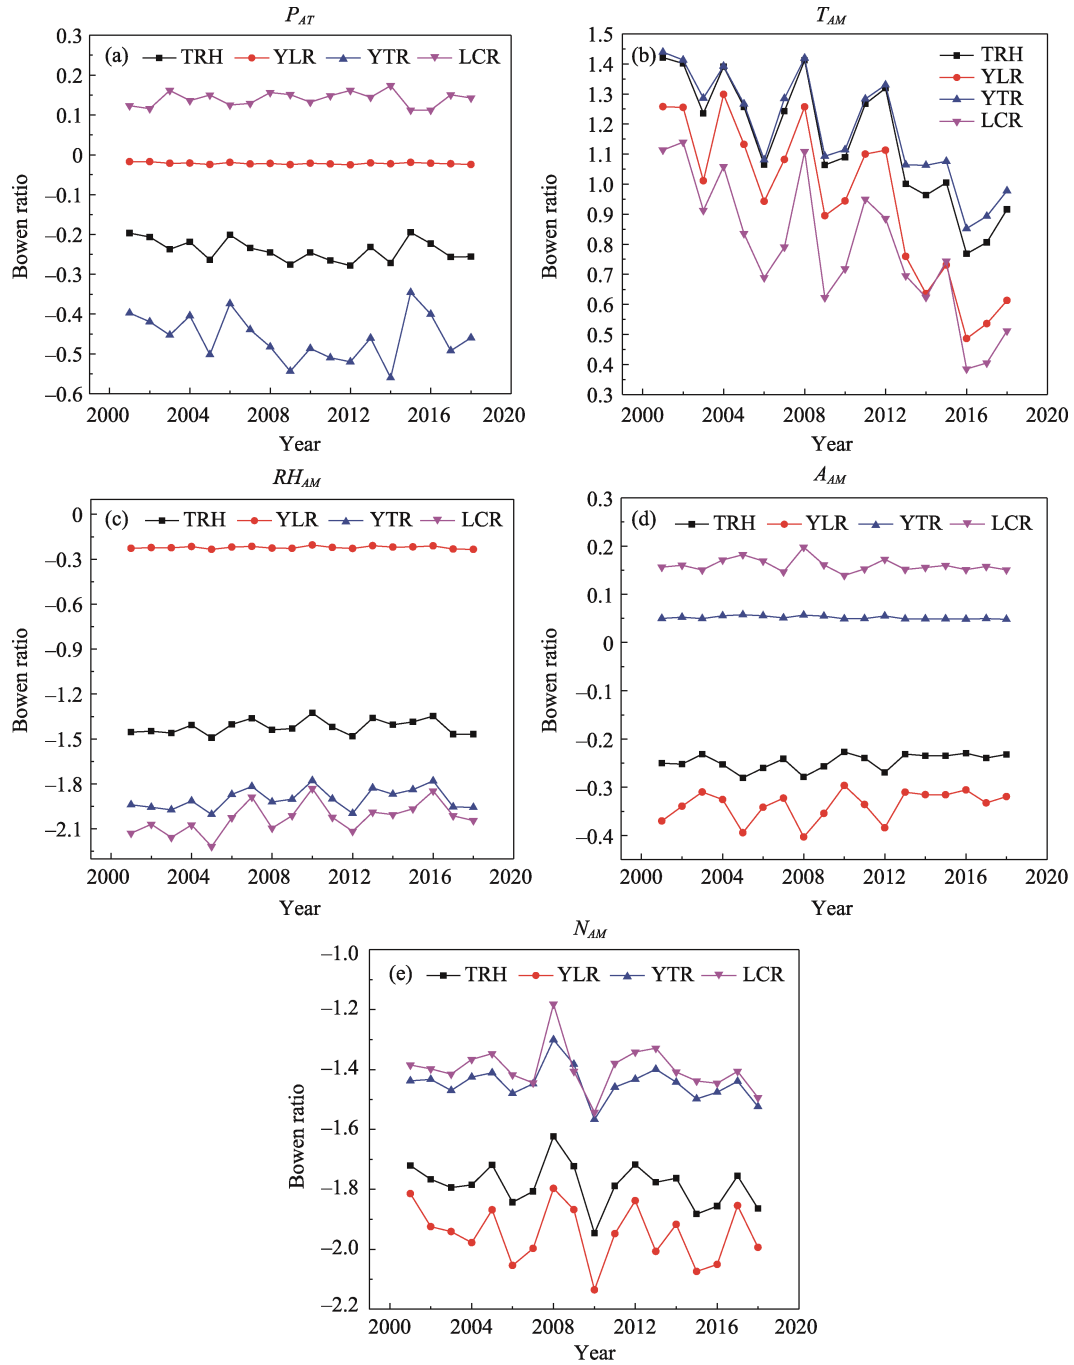 P_AT
(a) TRH YLR YTR LCR
0.3
0.2
0.1
0
–0.1
–0.2
–0.3
–0.4
–0.5
–0.6
Bowen ratio
2000 2004 2008 2012 2016 2020
Year
T_AM
(b)
TRH
YLR
YTR
LCR
1.5
1.4
1.3
1.2
1.1
1.0
0.9
0.8
0.7
0.6
0.5
0.4
0.3
Bowen ratio
2000 2004 2008 2012 2016 2020
Year
RH_AM
(c) TRH YLR YTR LCR
0
–0.3
–0.6
–0.9
–1.2
–1.5
–1.8
–2.1
Bowen ratio
2000 2004 2008 2012 2016 2020
Year
A_AM
(d) TRH YLR YTR LCR
0.3
0.2
0.1
0
–0.1
–0.2
–0.3
–0.4
Bowen ratio
2000 2004 2008 2012 2016 2020
Year
N_AM
(e) TRH YLR YTR LCR
–1.0
–1.2
–1.4
–1.6
–1.8
–2.0
–2.2
Bowen ratio
2000 2004 2008 2012 2016 2020
Year